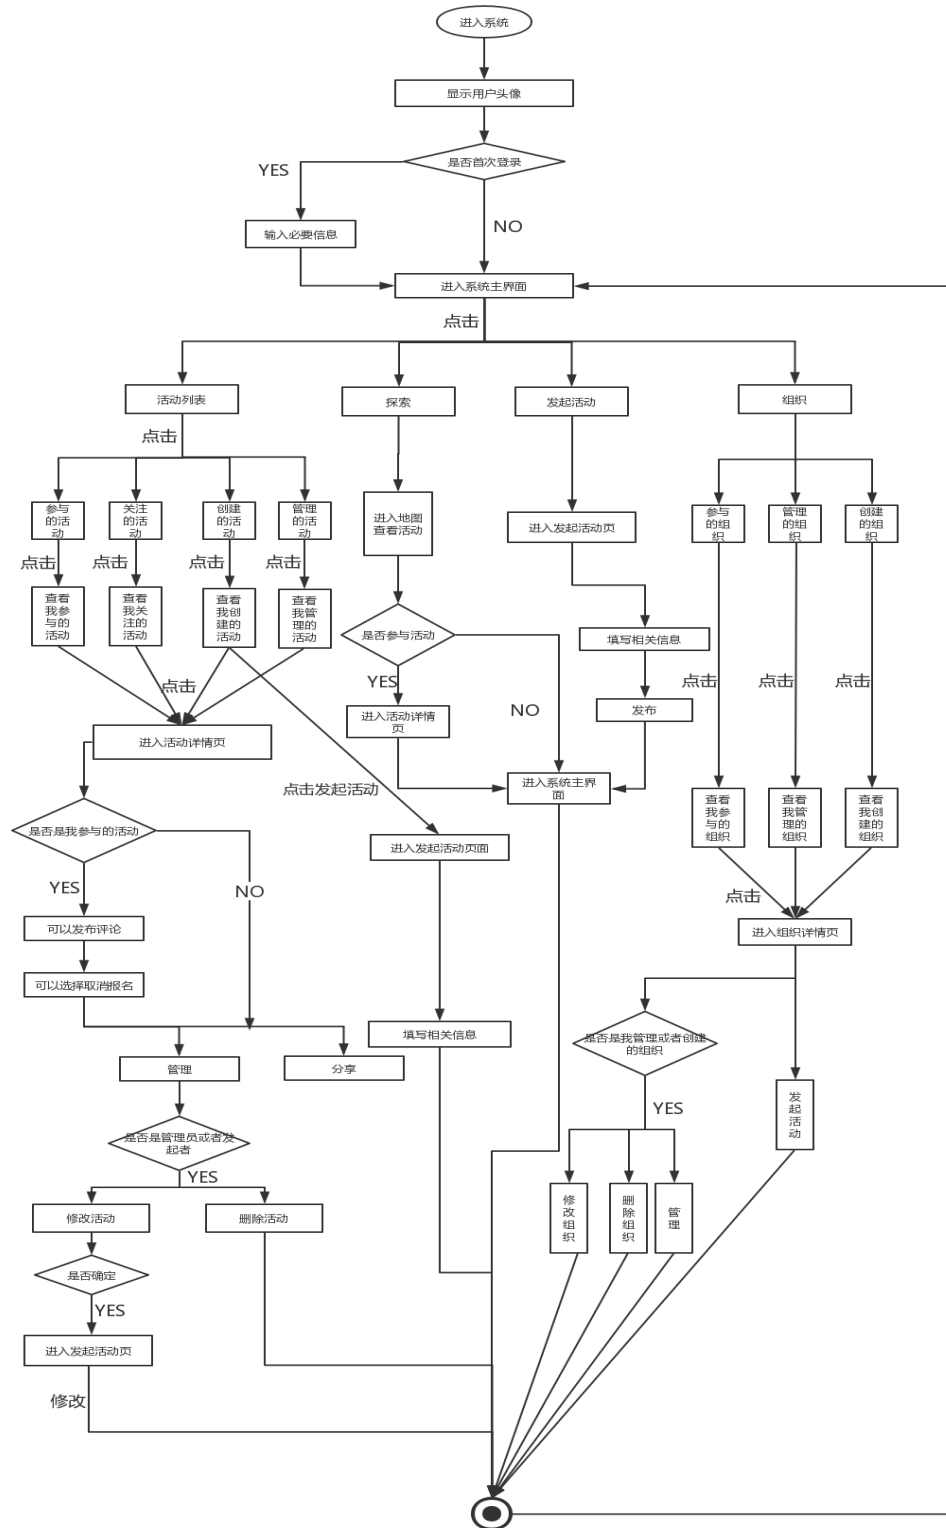 进入系统
显示用户头像
是否首次登录
YES
NO
输入必要信息
进入系统主界面
点击
活动列表
探索
发起活动
组织
点击
参与
的活
动
关注
的活
动
创建
的活
动
管理
的活
动
进入地图
查看活动
进入发起活动页
参与
的组
织
管理
的组
织
创建
的组
织
点击
点击
点击
点击
查看
我参
与的
活动
查看
我关
注的
活动
查看
我创
建的
活动
查看
我管
理的
活动
是否参与活动
填写相关信息
点击
YES
NO
点击
点击
点击
进入活动详情
页
发布
进入活动详情页
点击发起活动
进入系统主界
面
查看
我参
与的
组织
查看
我管
理的
组织
查看
我创
建的
组织
是否是我参与的活动
进入发起活动页面
YES
NO
点击
可以发布评论
进入组织详情页
可以选择取消报名
填写相关信息
是否是我管理或者创建
的组织
管理
分享
YES
发
起
活
动
是否是管理员或者发
起者
YES
修改活动
删除活动
修
改
组
织
删
除
组
织
管
理
是否确定
YES
进入发起活动页
修改